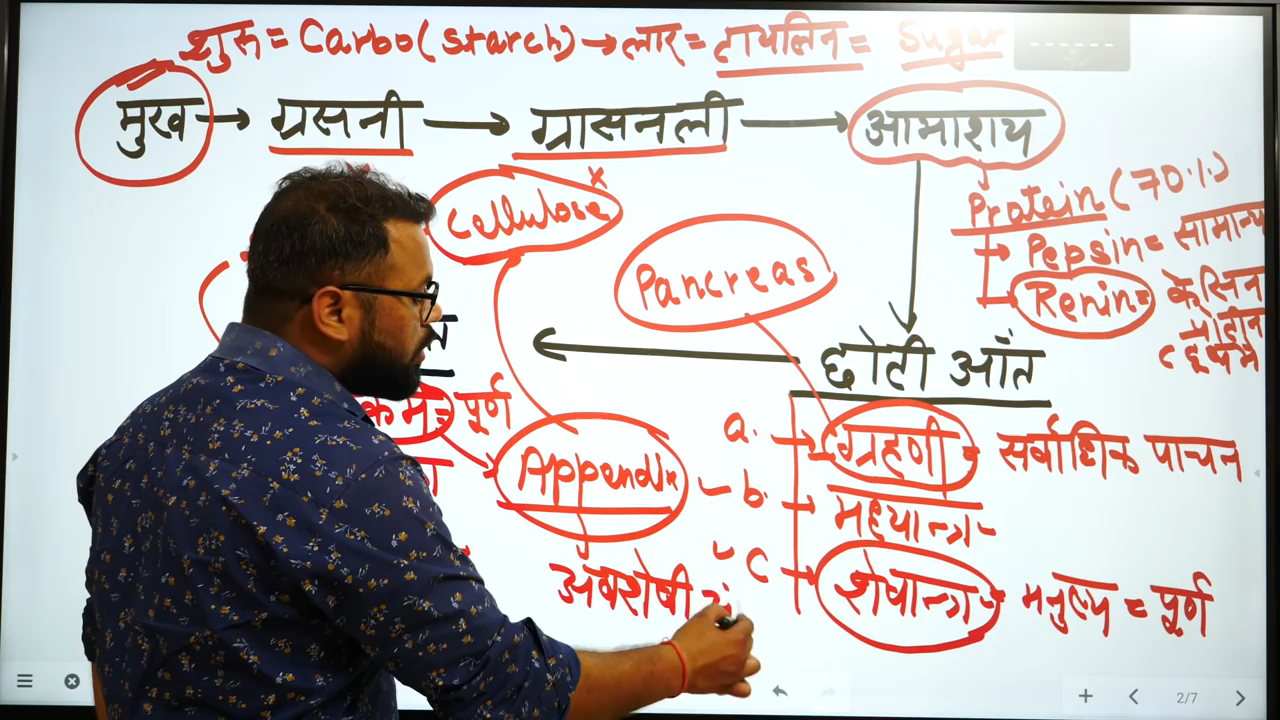 शुरू = Carbo(starch) → लार = टायलिन = Sugar
मुख → ग्रसनी → ग्रासनली → आमाशय
Protein (70%)
Cellulose x
Pepsin = सामान्य
Pancreas
Renin = केसिन
प्रोटीन
छोटी आँत
= पूर्ण
a. ग्रहणी = सर्वाधिक पाचन
Appendix
b. मध्यान्त्र -
c शेषान्त्र - मनुष्य = पूर्ण
अवशेषी
2/7